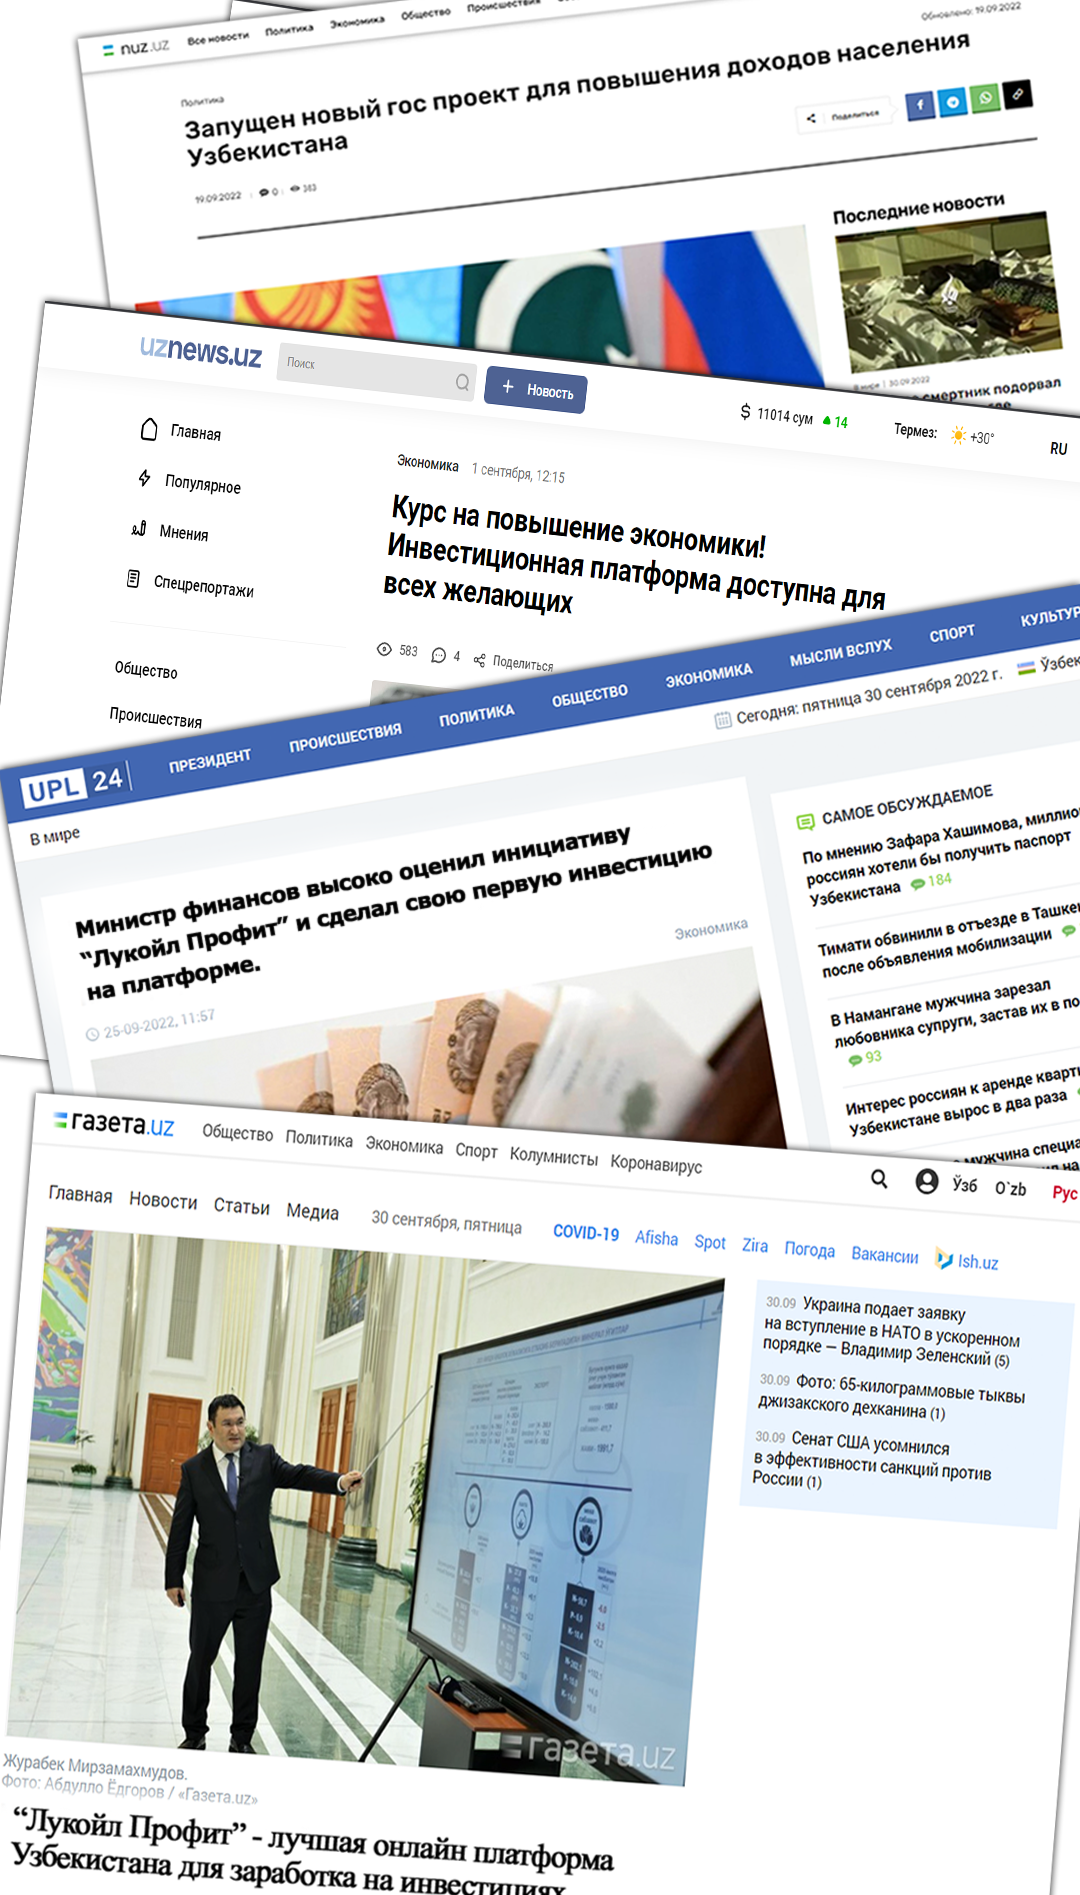 nuz.uz Все новости Политика Экономика Общество Происшествия
Обновлено: 19.09.2022
Политика
Запущен новый гос проект для повышения доходов населения
Узбекистана
Поделиться
19.09.2022 0 383
Последние новости
В мире | 30.09.2022
смертник подорвал
uznews.uz Поиск + Новость
$ 11014 сум 14 Термез: +30° RU
Главная
Популярное
Мнения
Спецрепортажи
Общество
Происшествия
Экономика 1 сентября, 12:15
Курс на повышение экономики!
Инвестиционная платформа доступна для
всех желающих
583 4 Поделиться
UPL 24 ПРЕЗИДЕНТ ПРОИСШЕСТВИЯ ПОЛИТИКА ОБЩЕСТВО ЭКОНОМИКА МЫСЛИ ВСЛУХ СПОРТ КУЛЬТУР
Сегодня: пятница 30 сентября 2022 г. Ўзбек
В мире
Министр финансов высоко оценил инициативу
“Лукойл Профит” и сделал свою первую инвестицию
на платформе.
Экономика
25-09-2022, 11:57
САМОЕ ОБСУЖДАЕМОЕ
По мнению Зафара Хашимова, миллио
россиян хотели бы получить паспорт
Узбекистана 184
Тимати обвинили в отъезде в Ташке
после объявления мобилизации
В Намангане мужчина зарезал
любовника супруги, застав их в по
93
Интерес россиян к аренде кварт
Узбекистане вырос в два раза
мужчина специа
газета.uz Общество Политика Экономика Спорт Колумнисты Коронавирус
Ўзб O`zb Рус
Главная Новости Статьи Медиа 30 сентября, пятница COVID-19 Afisha Spot Zira Погода Вакансии Ish.uz
30.09 Украина подает заявку
на вступление в НАТО в ускоренном
порядке — Владимир Зеленский (5)
30.09 Фото: 65-килограммовые тыквы
джизакского дехканина (1)
30.09 Сенат США усомнился
в эффективности санкций против
России (1)
газета.uz
Журабек Мирзамахмудов.
Фото: Абдулло Ёдгоров / «Газета.uz»
“Лукойл Профит” - лучшая онлайн платформа
Узбекистана для заработка на инвестициях